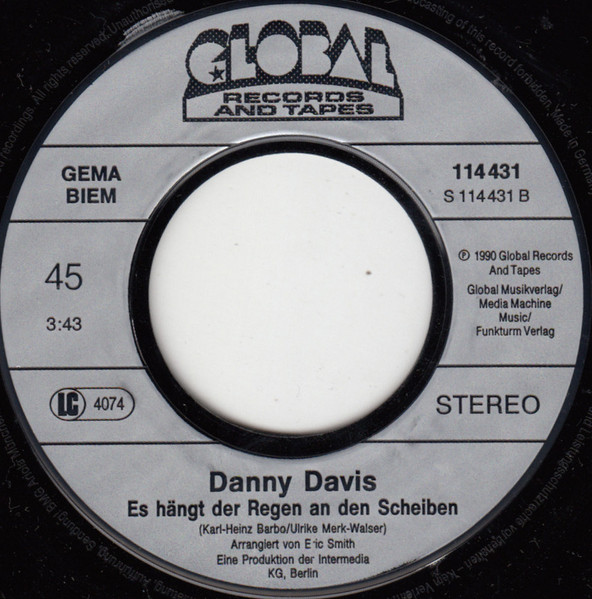 GLOBAL
RECORDS
AND TAPES
GEMA
BIEM
114431
S 114431 B
45
3:43
℗ 1990 Global Records
And Tapes
Global Musikverlag/
Media Machine
Music/
Funkturm Verlag
LC 4074
STEREO
Danny Davis
Es hängt der Regen an den Scheiben
(Karl-Heinz Barbo/Ulrike Merk-Walser)
Arrangiert von Eric Smith
Eine Produktion der Intermedia
KG, Berlin